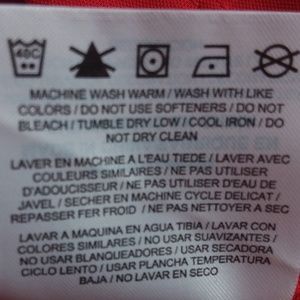 40C
MACHINE WASH WARM / WASH WITH LIKE
COLORS / DO NOT USE SOFTENERS / DO NOT
BLEACH / TUMBLE DRY LOW / COOL IRON / DO
NOT DRY CLEAN
LAVER EN MACHINE A L'EAU TIEDE / LAVER AVEC
COULEURS SIMILAIRES / NE PAS UTILISER
D'ADOUCISSEUR / NE PAS UTILISER D'EAU DE
JAVEL / SECHER EN MACHINE CYCLE DELICAT /
REPASSER FER FROID / NE PAS NETTOYER A SEC
LAVAR A MAQUINA EN AGUA TIBIA / LAVAR CON
COLORES SIMILARES / NO USAR SUAVIZANTES /
NO USAR BLANQUEADORES / USAR SECADORA
CICLO LENTO / USAR PLANCHA TEMPERATURA
BAJA / NO LAVAR EN SECO